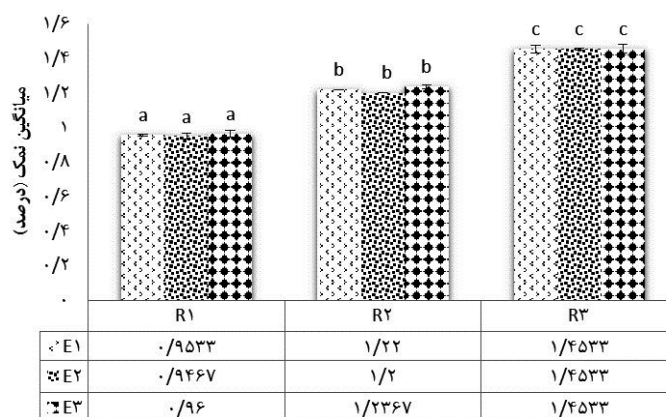 میانگین نمک (درصد)
۱/۶
۱/۴
۱/۲
۱
۰/۸
۰/۶
۰/۴
۰/۲
۰
a a a
b b b
c c c
R۱ R۲ R۳
E۱ ۰/۹۵۳۳ ۱/۲۲ ۱/۴۵۳۳
E۲ ۰/۹۴۶۷ ۱/۲ ۱/۴۵۳۳
E۳ ۰/۹۶ ۱/۲۳۶۷ ۱/۴۵۳۳